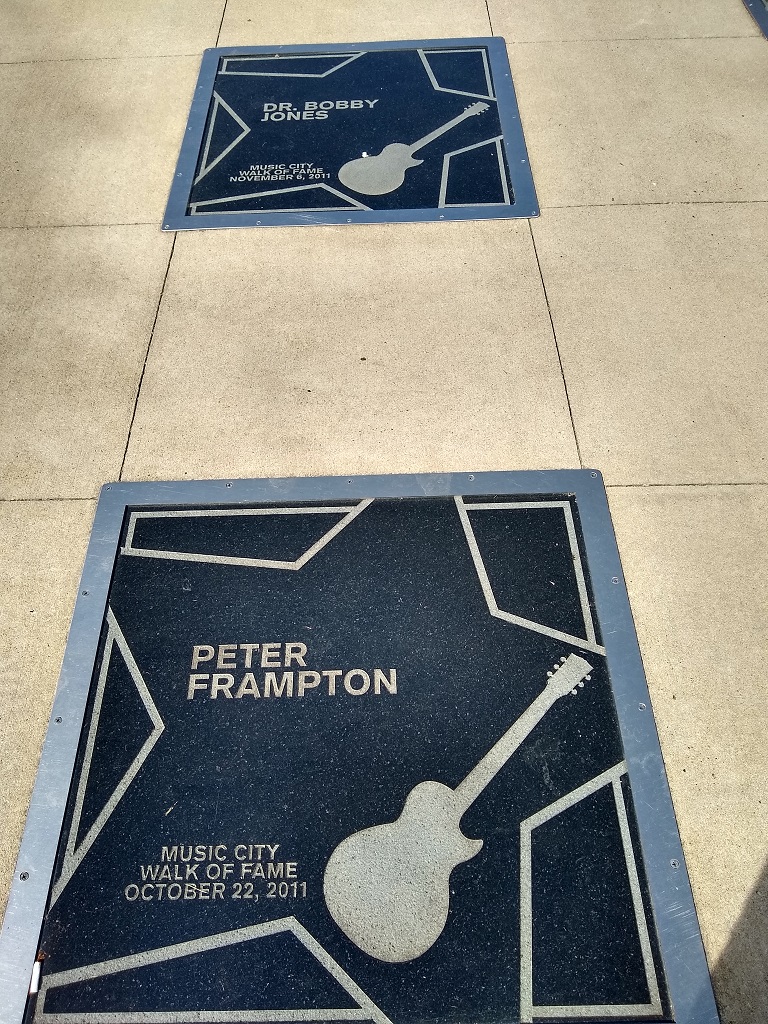 DR. BOBBY
JONES
MUSIC CITY
WALK OF FAME
NOVEMBER 6, 2011
PETER
FRAMPTON
MUSIC CITY
WALK OF FAME
OCTOBER 22, 2011